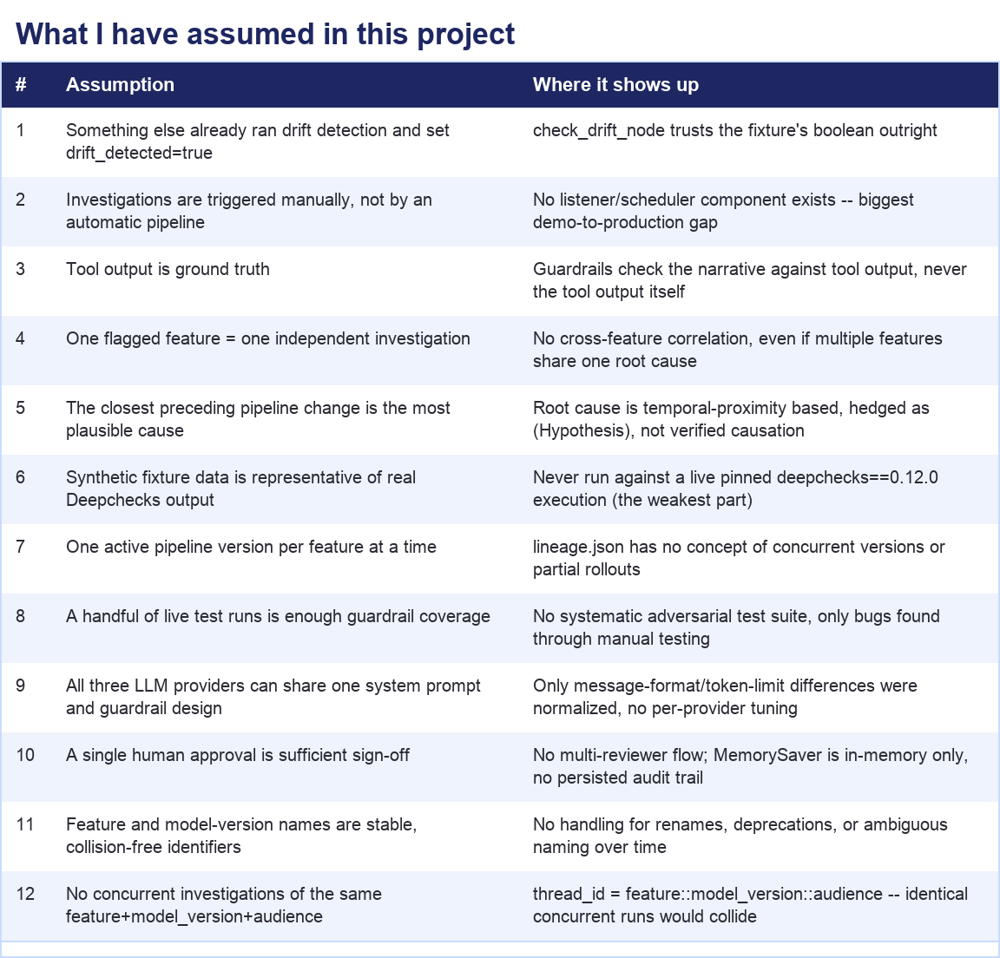 What I have assumed in this project
# Assumption Where it shows up
1 Something else already ran drift detection and set check_drift_node trusts the fixture's boolean outright
drift_detected=true
2 Investigations are triggered manually, not by an No listener/scheduler component exists -- biggest
automatic pipeline demo-to-production gap
3 Tool output is ground truth Guardrails check the narrative against tool output, never
the tool output itself
4 One flagged feature = one independent investigation No cross-feature correlation, even if multiple features
share one root cause
5 The closest preceding pipeline change is the most Root cause is temporal-proximity based, hedged as
plausible cause (Hypothesis), not verified causation
6 Synthetic fixture data is representative of real Never run against a live pinned deepchecks==0.12.0
Deepchecks output execution (the weakest part)
7 One active pipeline version per feature at a time lineage.json has no concept of concurrent versions or
partial rollouts
8 A handful of live test runs is enough guardrail coverage No systematic adversarial test suite, only bugs found
through manual testing
9 All three LLM providers can share one system prompt Only message-format/token-limit differences were
and guardrail design normalized, no per-provider tuning
10 A single human approval is sufficient sign-off No multi-reviewer flow; MemorySaver is in-memory only,
no persisted audit trail
11 Feature and model-version names are stable, No handling for renames, deprecations, or ambiguous
collision-free identifiers naming over time
12 No concurrent investigations of the same thread_id = feature::model_version::audience -- identical
feature+model_version+audience concurrent runs would collide